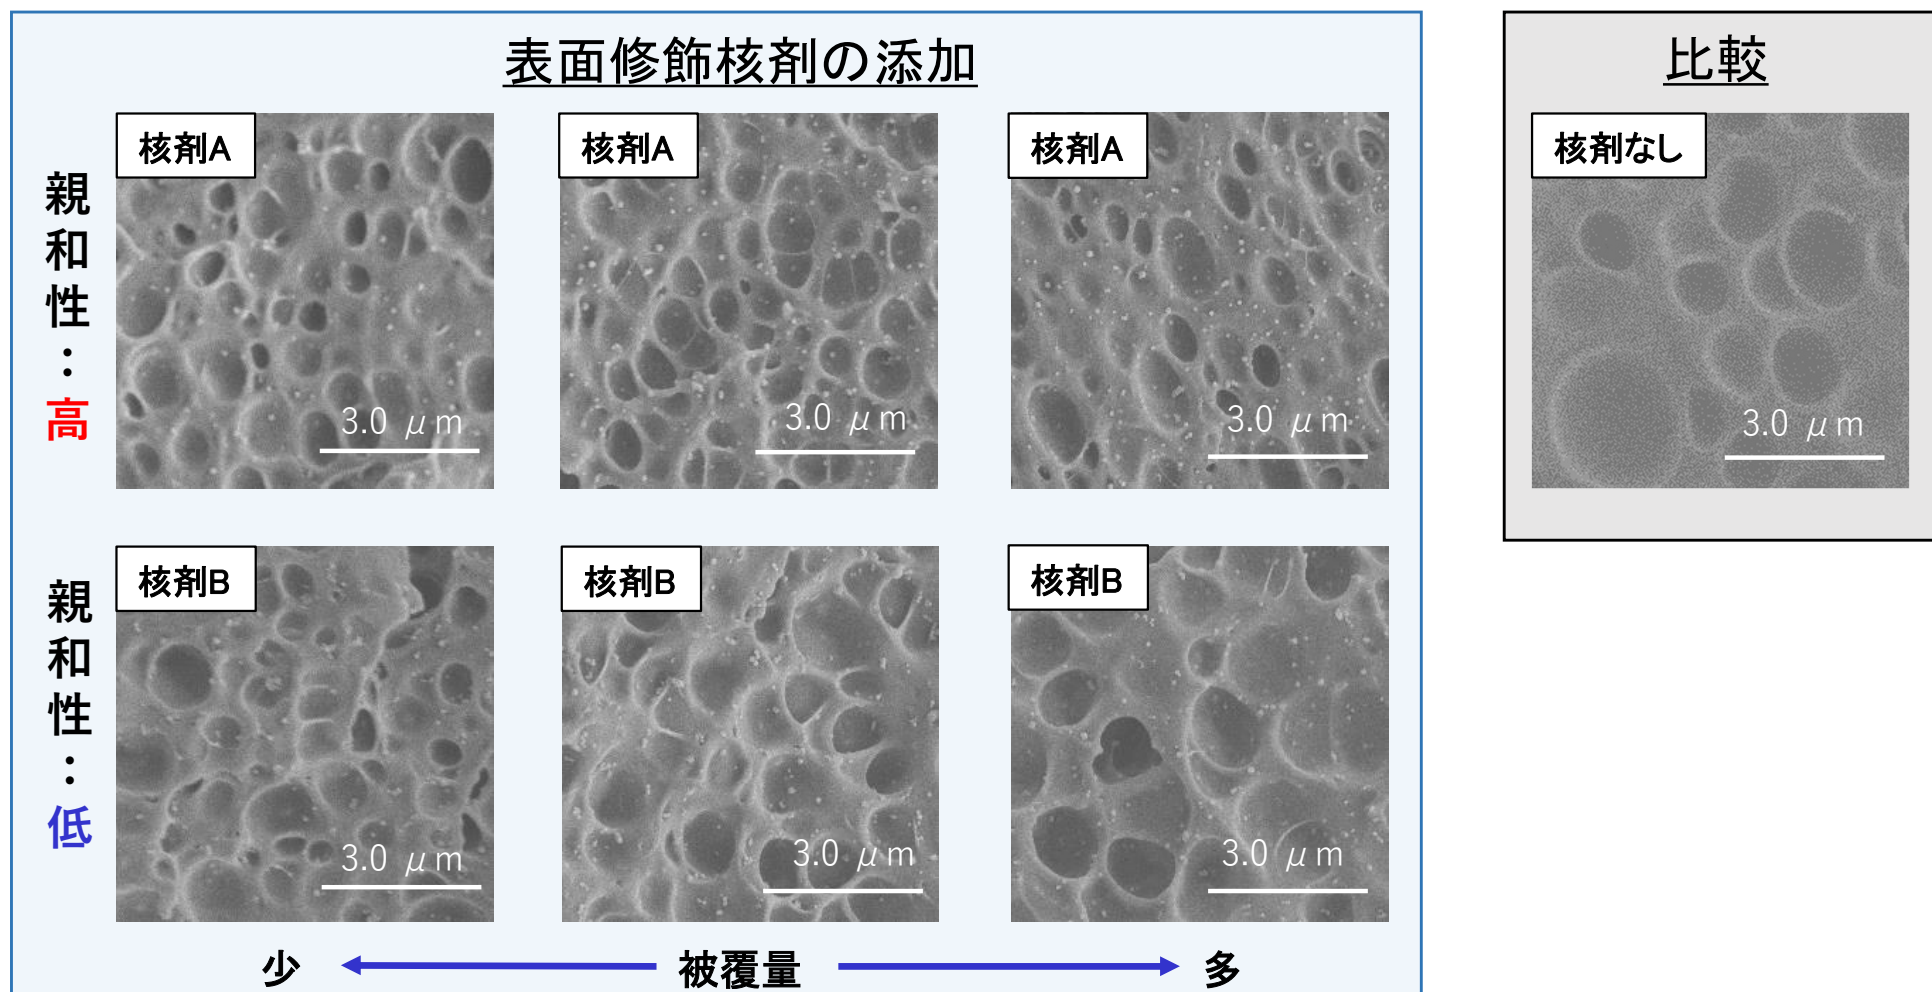 表面修飾核剤の添加
比較
核剤A
核剤A
核剤A
核剤なし
親和性：高
3.0 μm
3.0 μm
3.0 μm
3.0 μm
核剤B
核剤B
核剤B
親和性：低
3.0 μm
3.0 μm
3.0 μm
少
被覆量
多